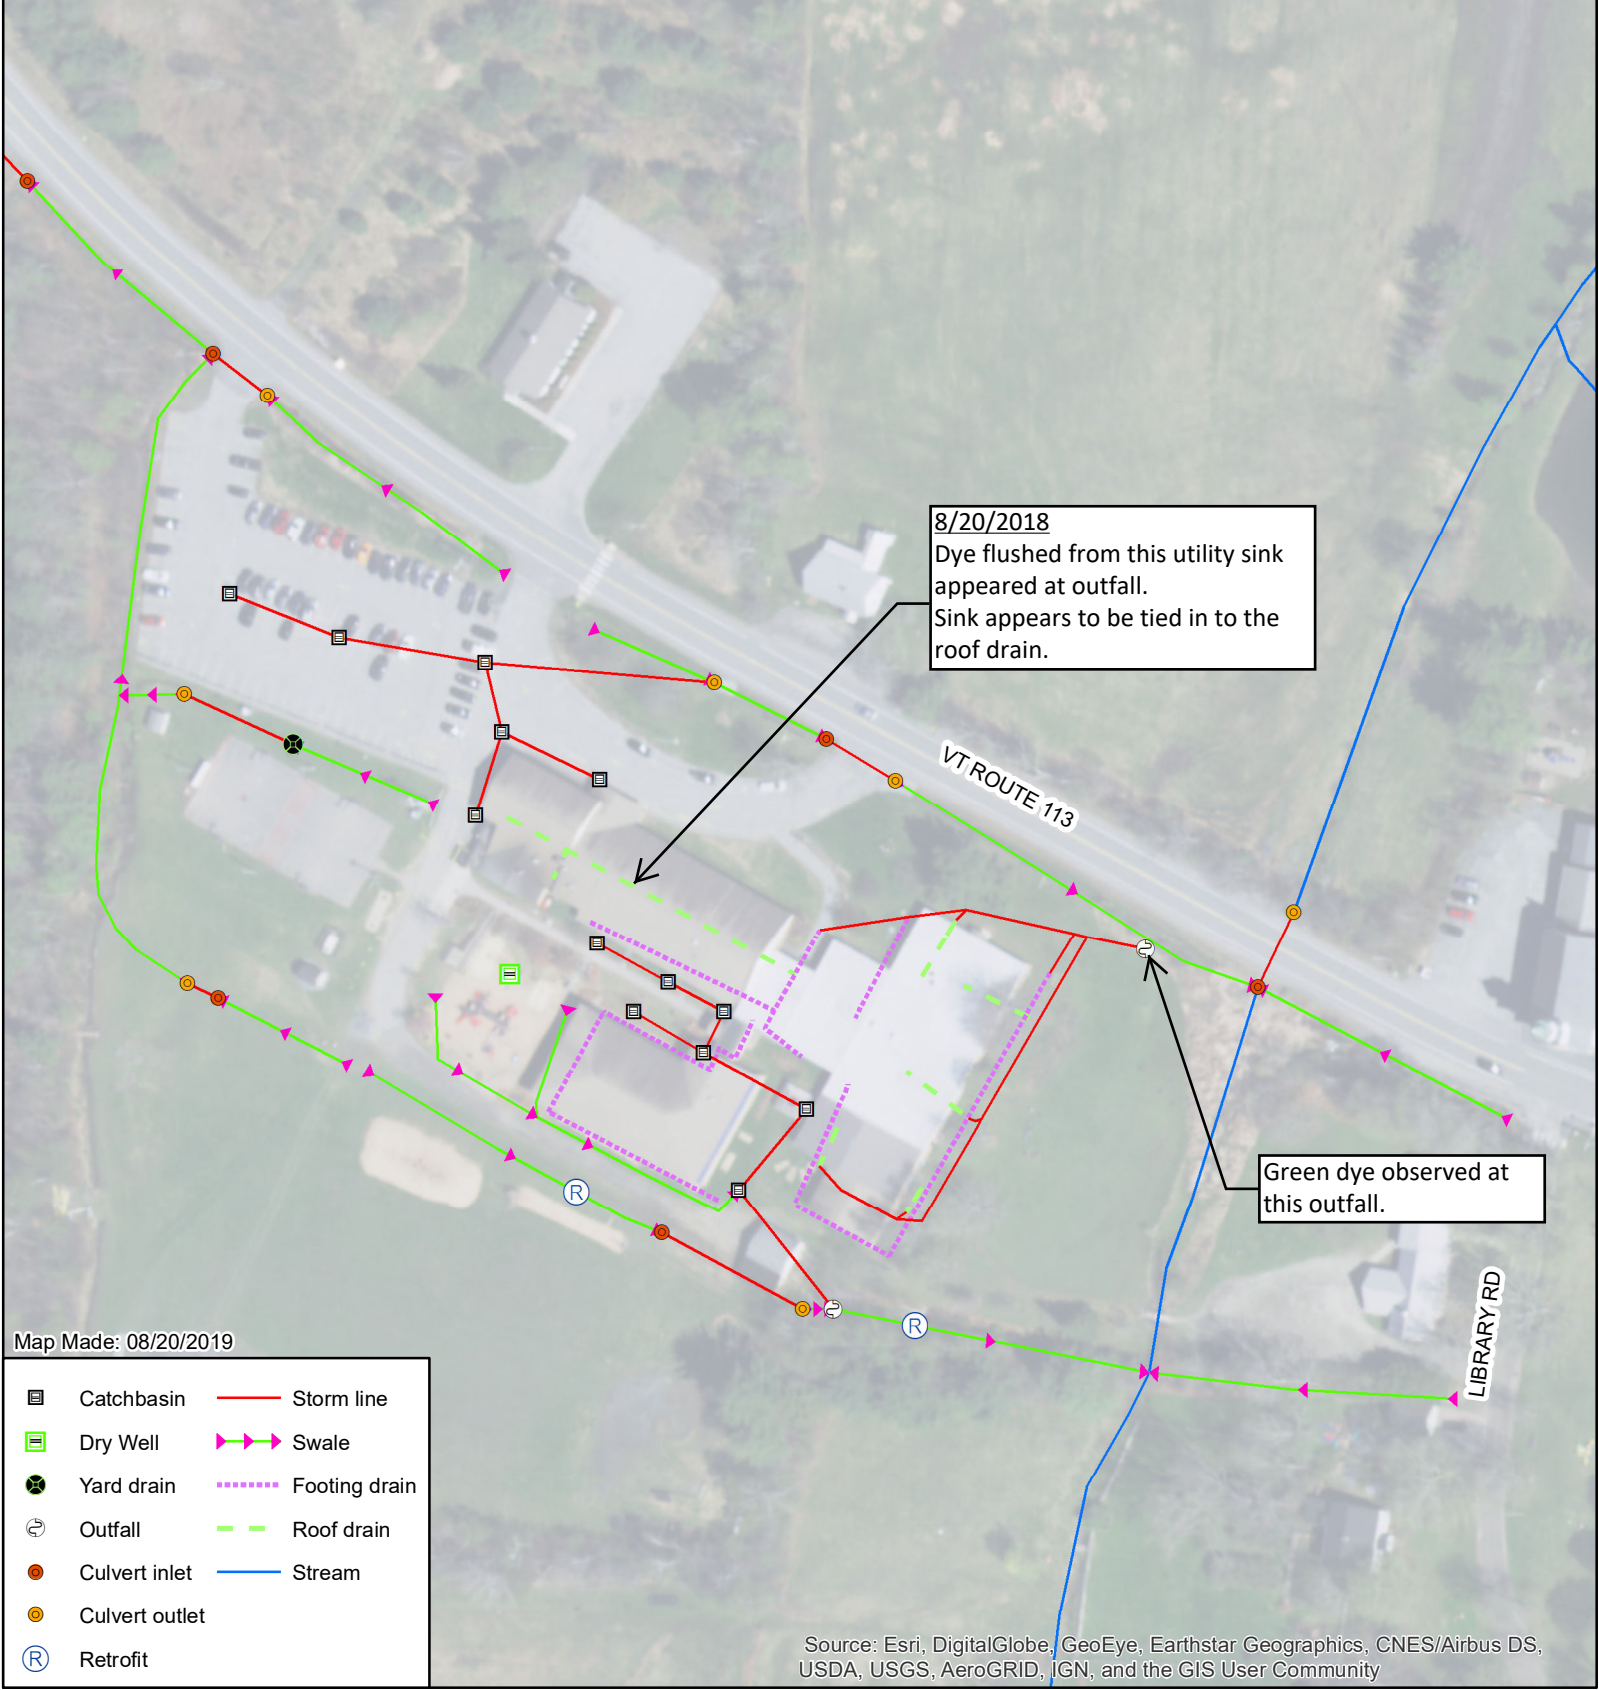 8/20/2018
Dye flushed from this utility sink
appeared at outfall.
Sink appears to be tied in to the
roof drain.
VT ROUTE 113
Green dye observed at
this outfall.
LIBRARY RD
R
R
Map Made: 08/20/2019
Catchbasin
Storm line
Dry Well
Swale
Yard drain
Footing drain
Outfall
Roof drain
Culvert inlet
Stream
Culvert outlet
R Retrofit
Source: Esri, DigitalGlobe, GeoEye, Earthstar Geographics, CNES/Airbus DS,
USDA, USGS, AeroGRID, IGN, and the GIS User Community